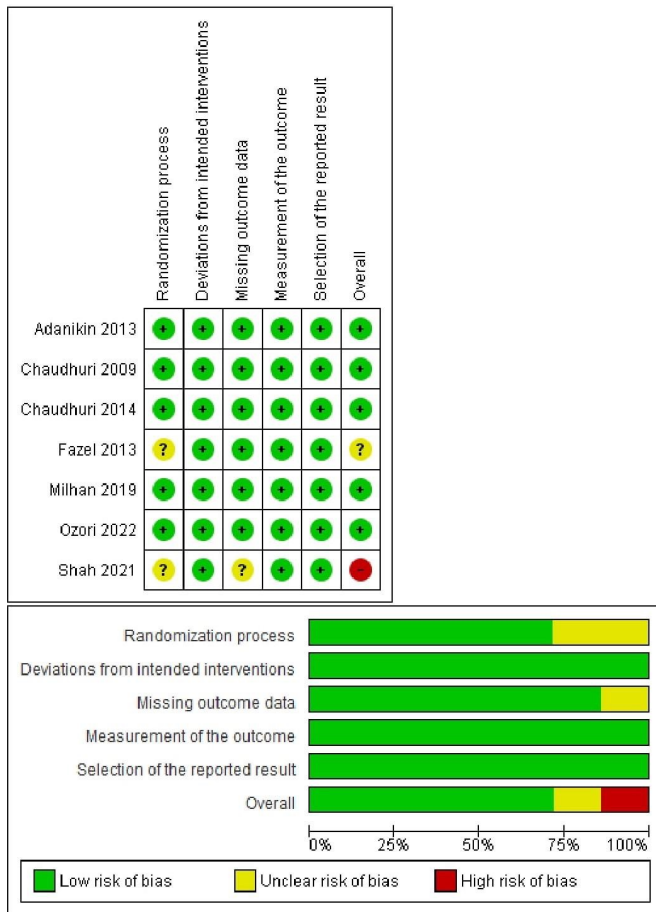 Randomization process
Deviations from intended interventions
Missing outcome data
Measurement of the outcome
Selection of the reported result
Overall
Adanikin 2013 + + + + + +
Chaudhuri 2009 + + + + + +
Chaudhuri 2014 + + + + + +
Fazel 2013 ? + + + + ?
Milhan 2019 + + + + + +
Ozori 2022 + + + + + +
Shah 2021 ? + ? + + -
Randomization process
Deviations from intended interventions
Missing outcome data
Measurement of the outcome
Selection of the reported result
Overall
0% 25% 50% 75% 100%
Low risk of bias Unclear risk of bias High risk of bias